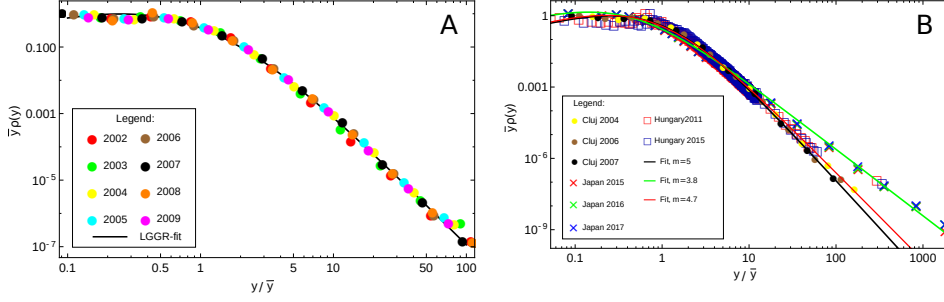 A
ȳ ρ(y)
0.100
0.001
10^-5
10^-7
Legend:
2002
2006
2003
2007
2004
2008
2005
2009
LGGR-fit
0.1
0.5
1
5
10
50
100
y / ȳ
B
ȳ ρ(y)
1
0.001
10^-6
10^-9
Legend:
Cluj 2004
Hungary2011
Cluj 2006
Hungary 2015
Cluj 2007
Fit, m=5
Japan 2015
Fit, m=3.8
Japan 2016
Fit, m=4.7
Japan 2017
0.1
1
10
100
1000
y / ȳ